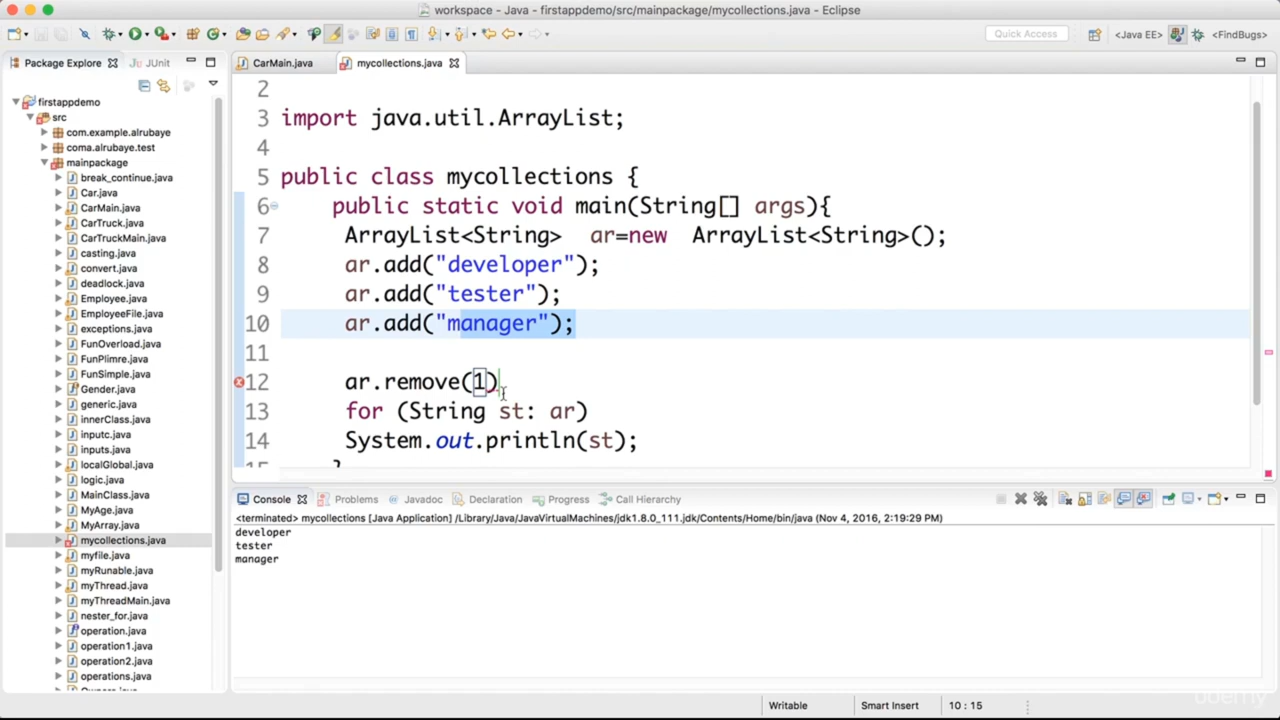 workspace - Java - firstappdemo/src/mainpackage/mycollections.java - Eclipse
Quick Access
<Java EE>
<FindBugs>
Package Explorer
JUnit
CarMain.java
mycollections.java
firstappdemo
src
com.example.alrubaye
coma.alrubaye.test
mainpackage
break_continue.java
Car.java
CarMain.java
CarTruck.java
CarTruckMain.java
casting.java
convert.java
deadlock.java
Employee.java
EmployeeFile.java
exceptions.java
FunOverload.java
FunPlimre.java
FunSimple.java
Gender.java
generic.java
innerClass.java
inputc.java
inputs.java
localGlobal.java
logic.java
MainClass.java
MyAge.java
MyArray.java
mycollections.java
myfile.java
myRunable.java
myThread.java
myThreadMain.java
nester_for.java
operation.java
operation1.java
operation2.java
operations.java
2
3 import java.util.ArrayList;
4
5 public class mycollections {
6 public static void main(String[] args){
7 ArrayList<String> ar=new ArrayList<String>();
8 ar.add("developer");
9 ar.add("tester");
10 ar.add("manager");
11
12 ar.remove(1)
13 for (String st: ar)
14 System.out.println(st);
15 }
Console
Problems
Javadoc
Declaration
Progress
Call Hierarchy
<terminated> mycollections [Java Application] /Library/Java/JavaVirtualMachines/jdk1.8.0_111.jdk/Contents/Home/bin/java (Nov 4, 2016, 2:19:29 PM)
developer
tester
manager
Writable
Smart Insert
10 : 15
udemy